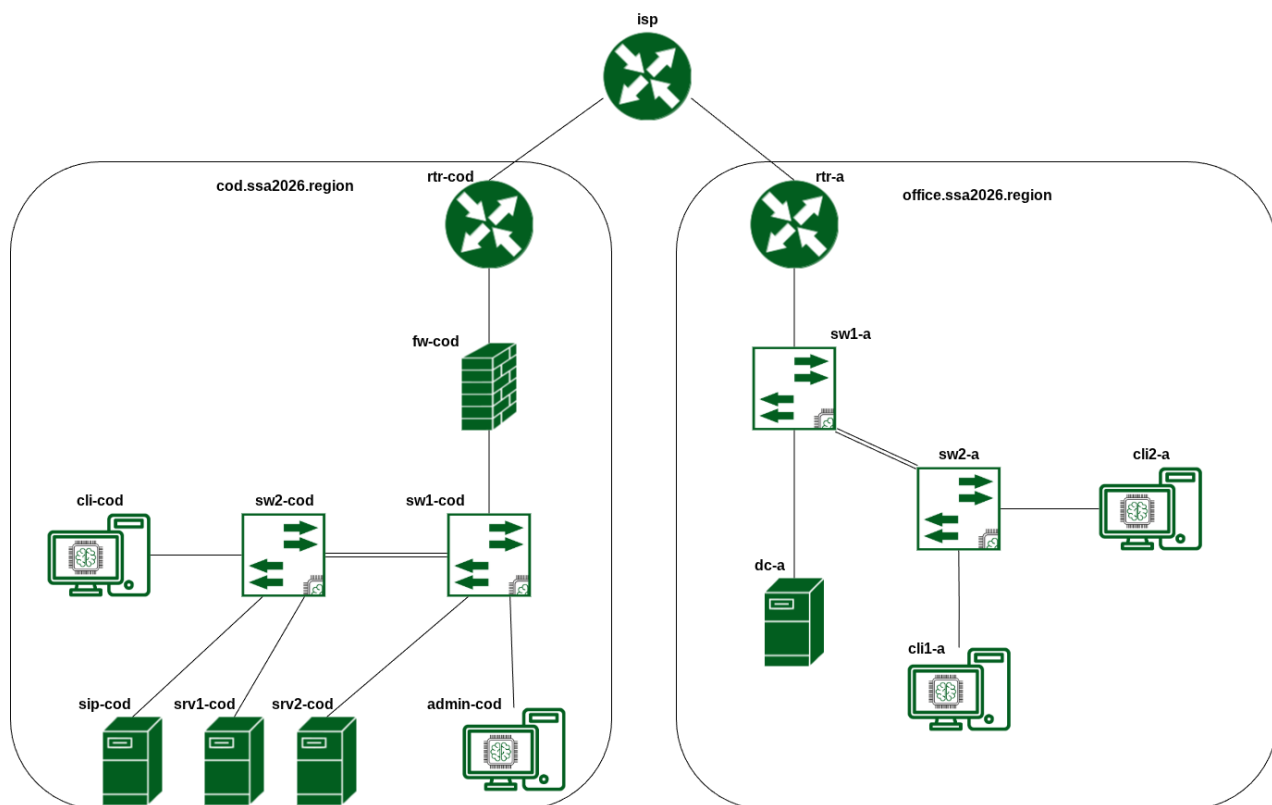 isp
cod.ssa2026.region
rtr-cod
rtr-a
office.ssa2026.region
fw-cod
sw1-a
cli-cod
sw2-cod
sw1-cod
sw2-a
cli2-a
dc-a
cli1-a
sip-cod
srv1-cod
srv2-cod
admin-cod